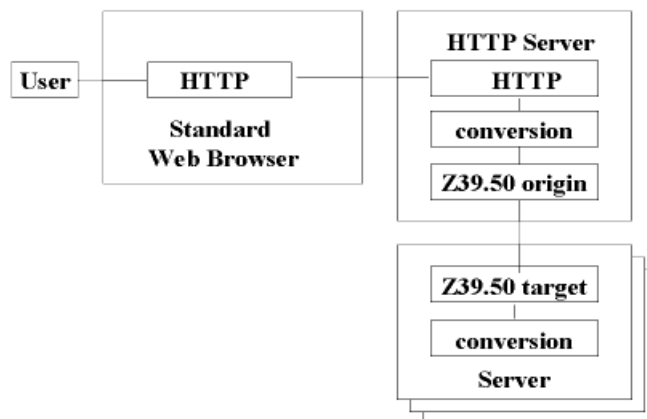 User
HTTP
Standard
Web Browser
HTTP Server
HTTP
conversion
Z39.50 origin
Z39.50 target
conversion
Server